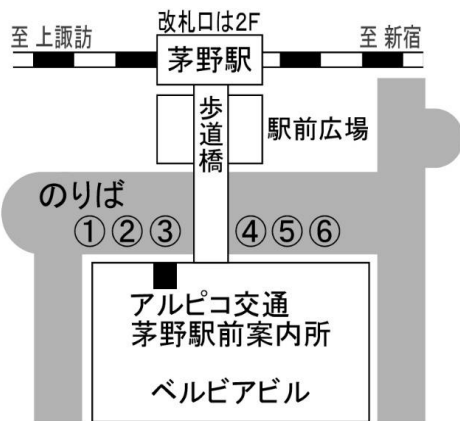 改札口は2F
至 上諏訪
至 新宿
茅野駅
歩道橋
駅前広場
のりば
①②③
④⑤⑥
アルピコ交通
茅野駅前案内所
ベルビアビル